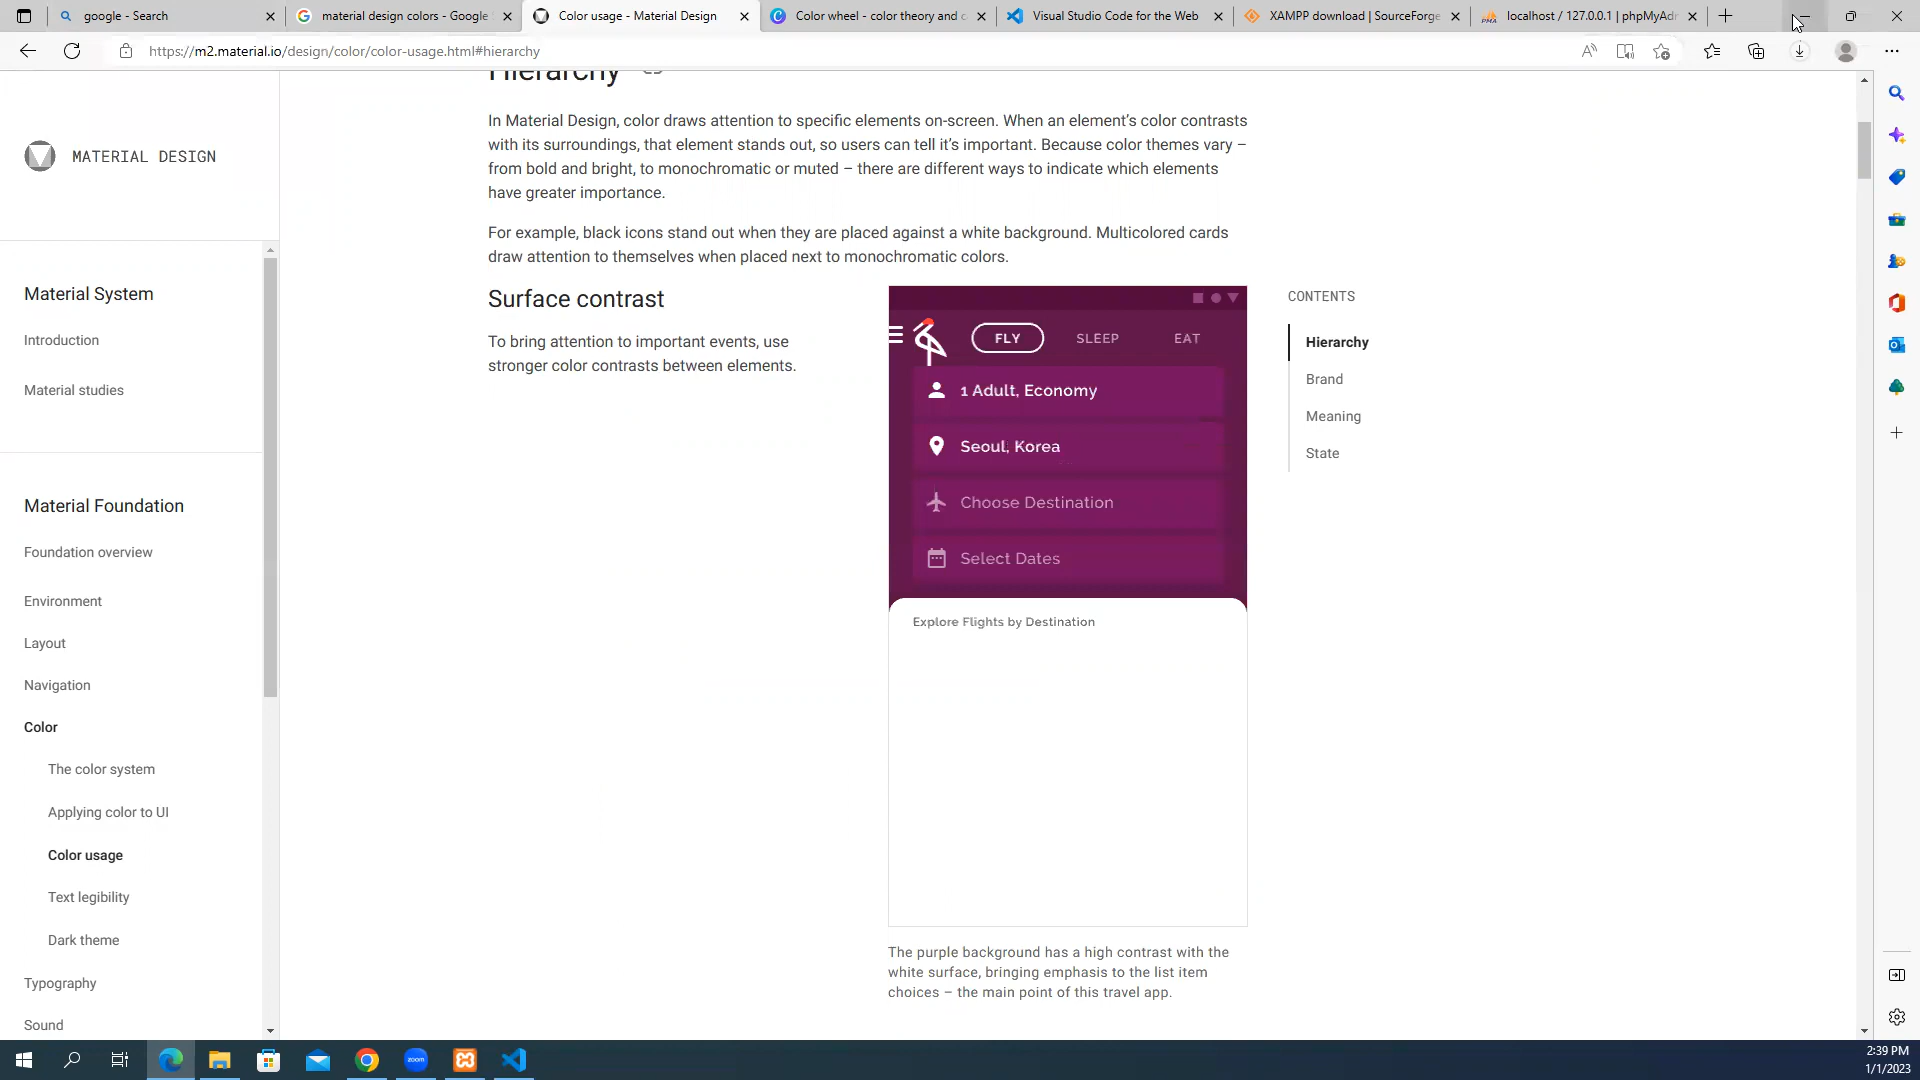 google - Search
material design colors - Google S
Color usage - Material Design
Color wheel - color theory and c
Visual Studio Code for the Web
XAMPP download | SourceForge
localhost / 127.0.0.1 | phpMyAdm
https://m2.material.io/design/color/color-usage.html#hierarchy
MATERIAL DESIGN
Material System
Introduction
Material studies
Material Foundation
Foundation overview
Environment
Layout
Navigation
Color
The color system
Applying color to UI
Color usage
Text legibility
Dark theme
Typography
Sound
Hierarchy
In Material Design, color draws attention to specific elements on-screen. When an element’s color contrasts
with its surroundings, that element stands out, so users can tell it’s important. Because color themes vary –
from bold and bright, to monochromatic or muted – there are different ways to indicate which elements
have greater importance.
For example, black icons stand out when they are placed against a white background. Multicolored cards
draw attention to themselves when placed next to monochromatic colors.
Surface contrast
To bring attention to important events, use
stronger color contrasts between elements.
FLY SLEEP EAT
1 Adult, Economy
Seoul, Korea
Choose Destination
Select Dates
Explore Flights by Destination
The purple background has a high contrast with the
white surface, bringing emphasis to the list item
choices – the main point of this travel app.
CONTENTS
Hierarchy
Brand
Meaning
State
zoom
2:39 PM
1/1/2023